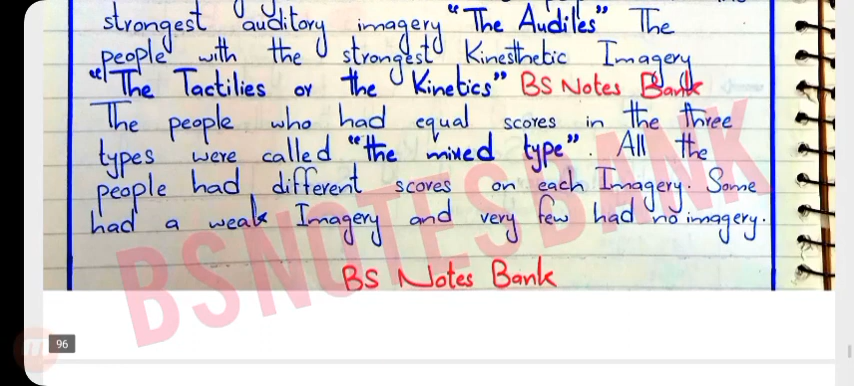 strongest auditory imagery "The Audiles" The
people with the strongest Kinesthetic Imagery
"The Tactilies or the Kinetics" BS Notes Bank
The people who had equal scores in the three
types were called "the mixed type". All the
people had different scores on each Imagery. Some
had a weak Imagery and very few had no imagery.
BS Notes Bank
BSNOTES BANK
96